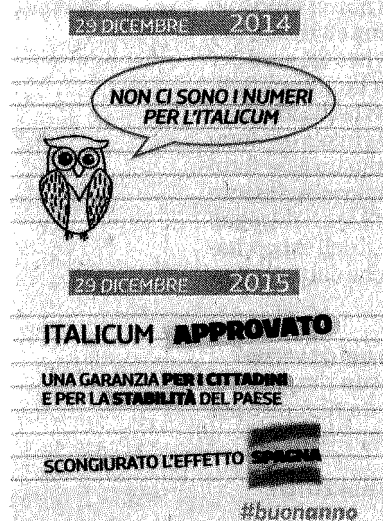 29 DICEMBRE 2014
NON CI SONO I NUMERI
PER L'ITALICUM
29 DICEMBRE 2015
ITALICUM APPROVATO
UNA GARANZIA PER I CITTADINI
E PER LA STABILITÀ DEL PAESE
SCONGIURATO L'EFFETTO SPAGNA
#buonanno